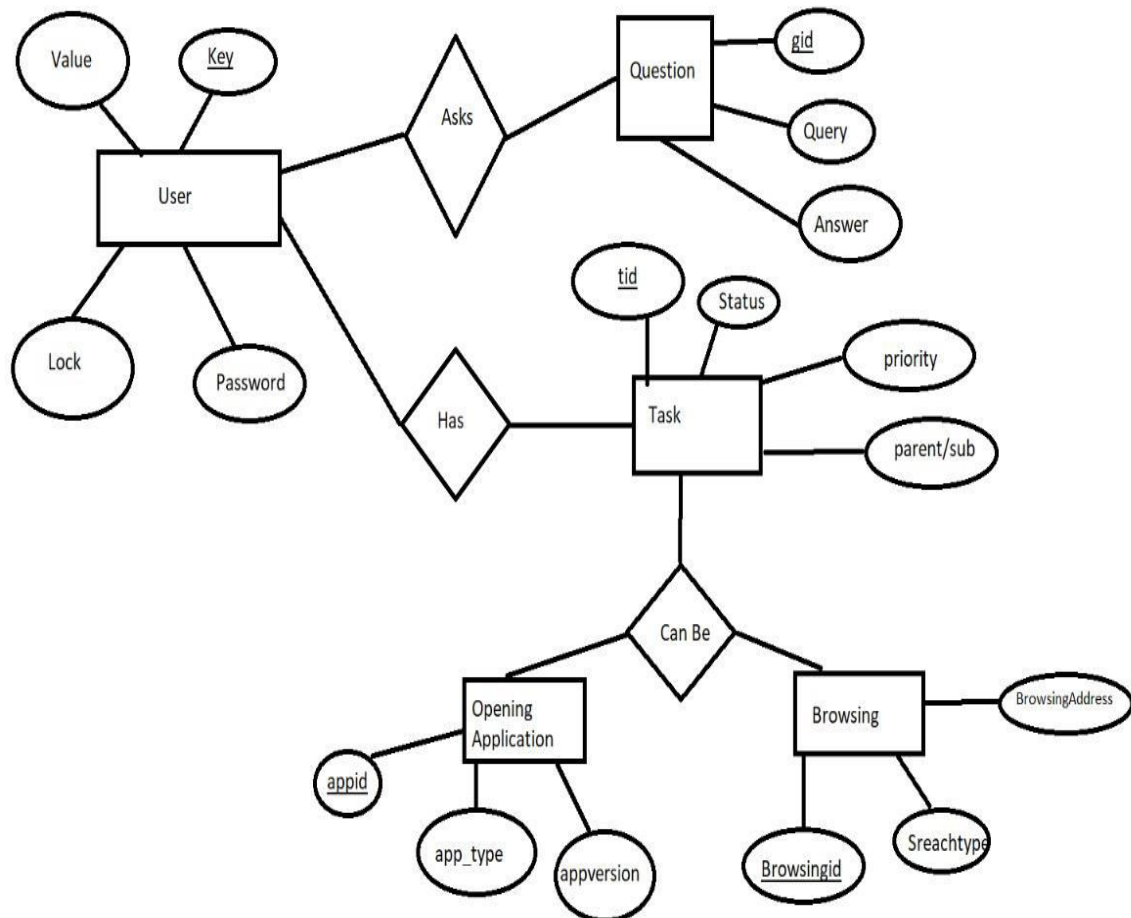 Value
Key
Asks
Question
gid
Query
Answer
User
Lock
Password
tid
Status
priority
parent/sub
Has
Task
Can Be
Opening
Application
Browsing
BrowsingAddress
appid
app_type
appversion
Browsingid
Sreachtype